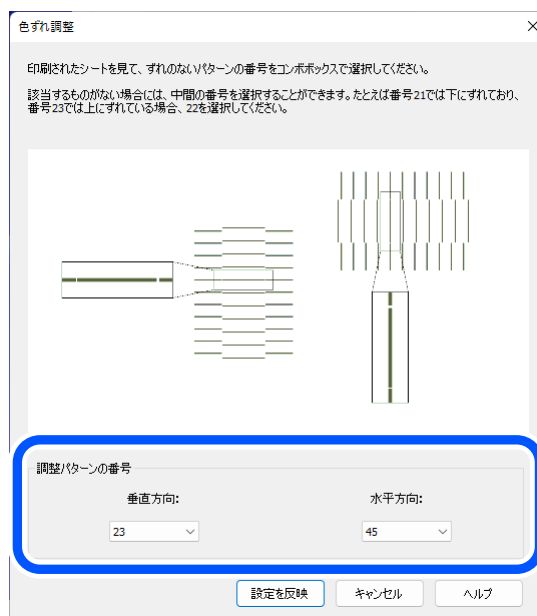 色ずれ調整
印刷されたシートを見て、ずれのないパターンの番号をコンボボックスで選択してください。
該当するものがない場合には、中間の番号を選択することができます。たとえば番号21では下にずれており、
番号23では上にずれている場合、22を選択してください。
調整パターンの番号
垂直方向:
水平方向:
23
45
設定を反映
キャンセル
ヘルプ